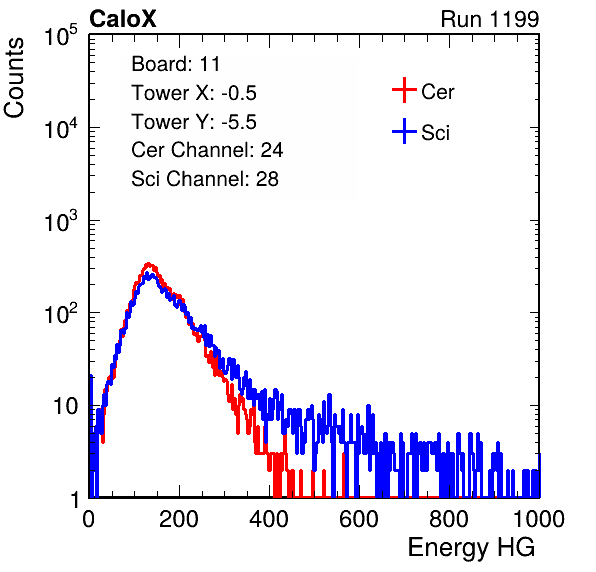 CaloX Run 1199
Counts
10^5
10^4
10^3
10^2
10
1
Board: 11
Tower X: -0.5
Tower Y: -5.5
Cer Channel: 24
Sci Channel: 28
Cer
Sci
0 200 400 600 800 1000
Energy HG